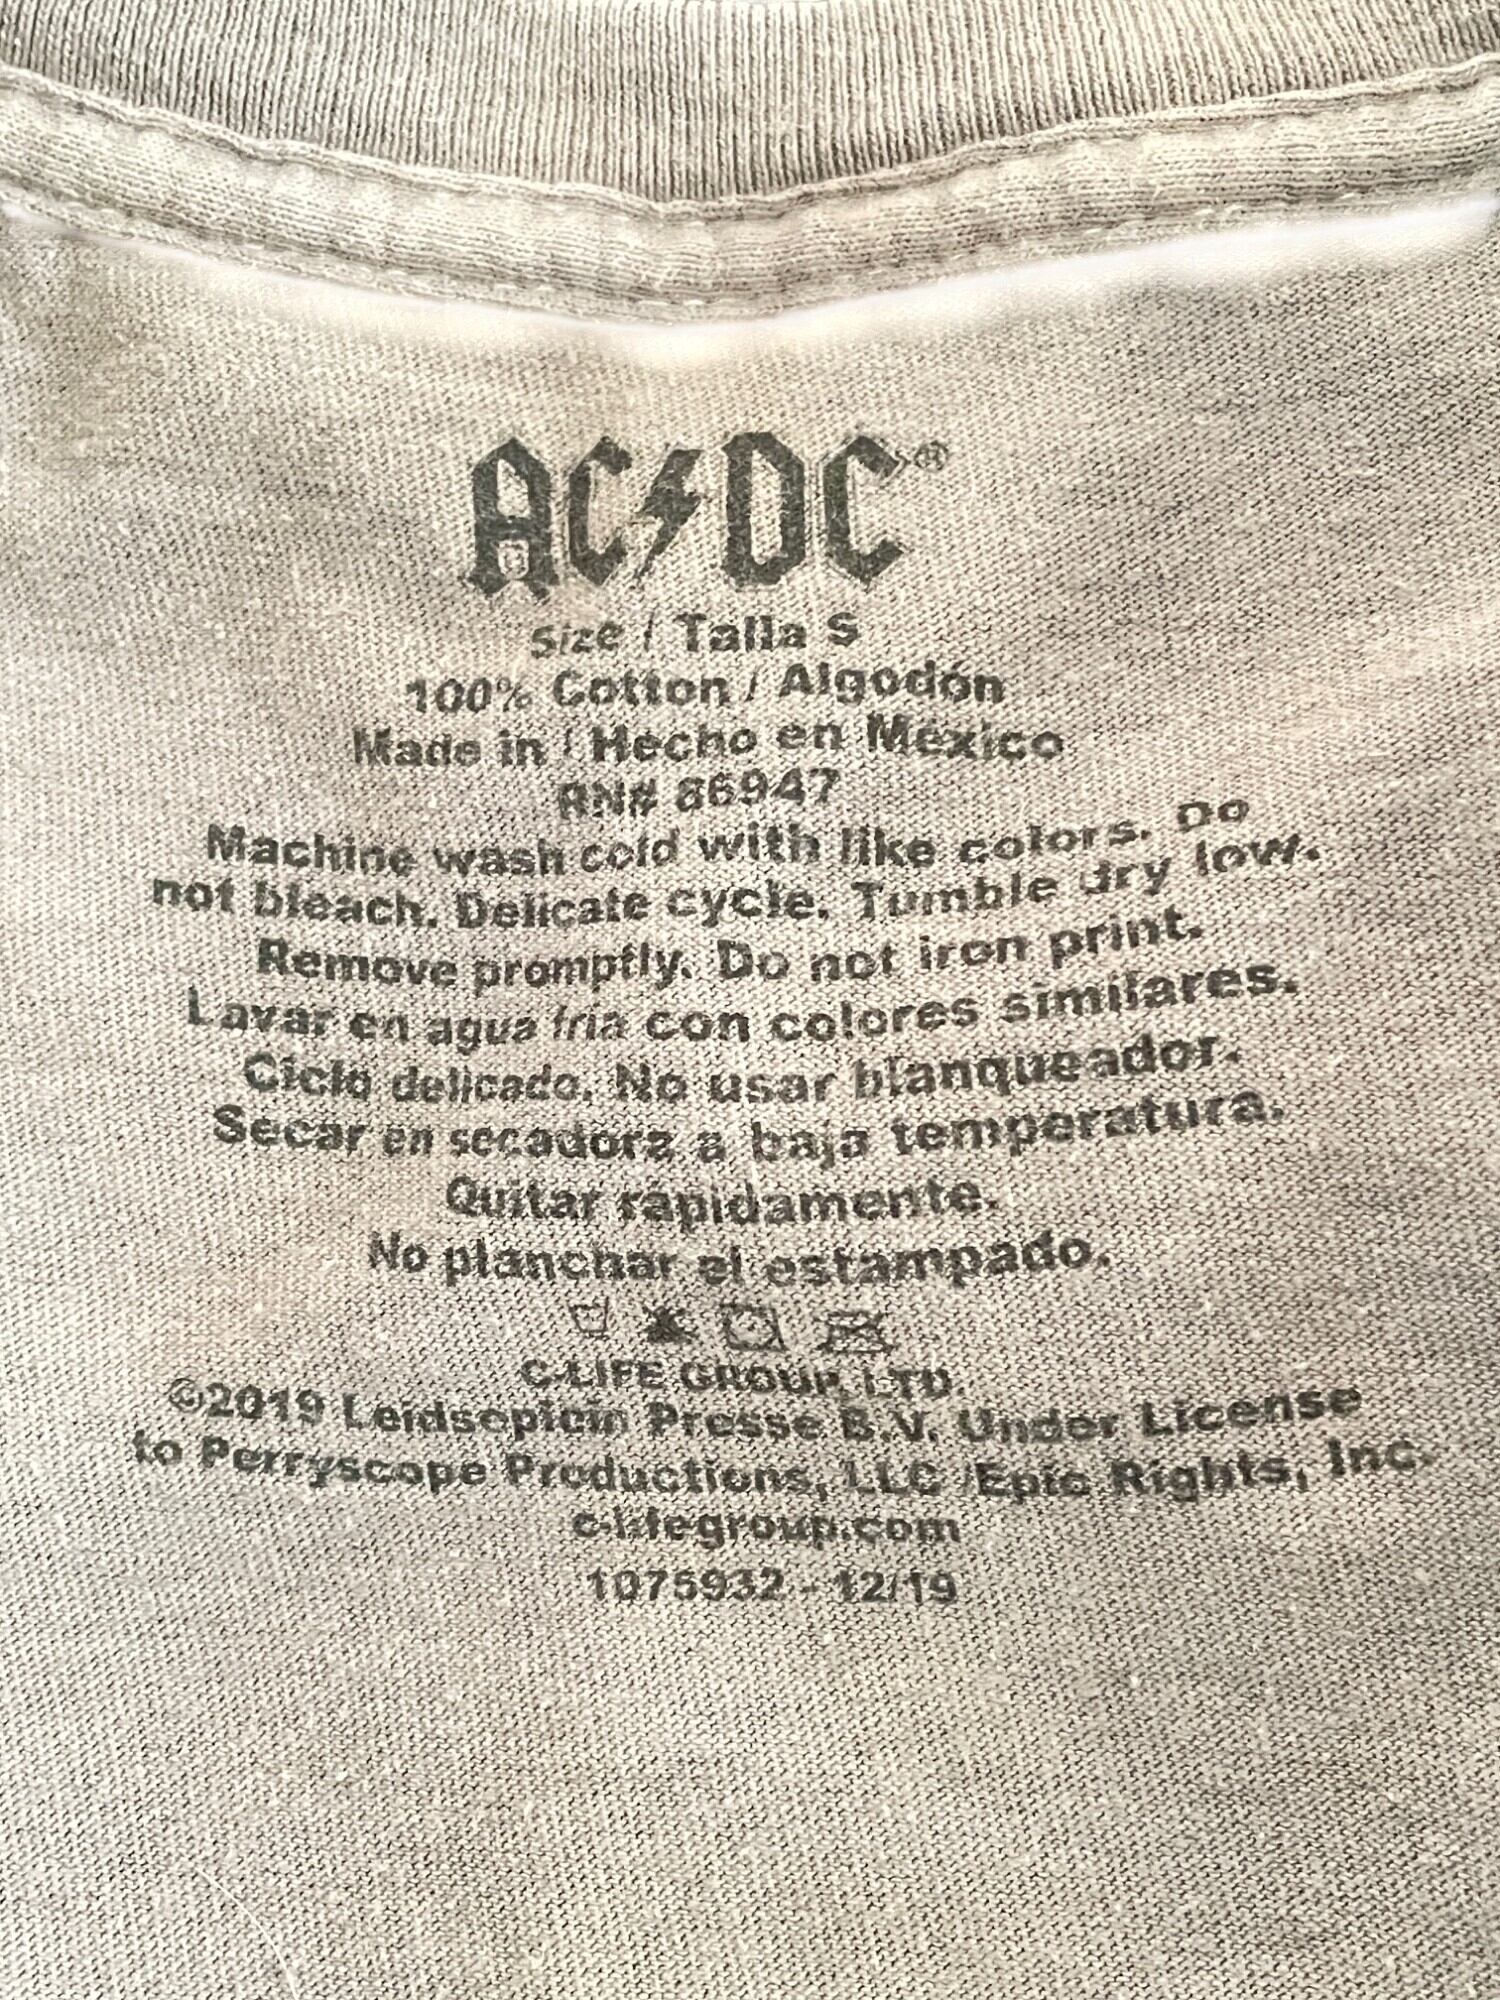 AC⚡DC®
Size / Talla S
100% Cotton / Algodón
Made in / Hecho en México
RN# 86947
Machine wash cold with like colors. Do
not bleach. Delicate cycle. Tumble dry low.
Remove promptly. Do not iron print.
Lavar en agua fria con colores similares.
Ciclo delicado. No usar blanqueador.
Secar en secadora a baja temperatura.
Quitar rápidamente.
No planchar el estampado.
C-LIFE GROUP, LTD.
©2019 Leidseplein Presse B.V. Under License
to Perryscope Productions, LLC /Epic Rights, Inc.
c-lifegroup.com
1075932 - 12/19